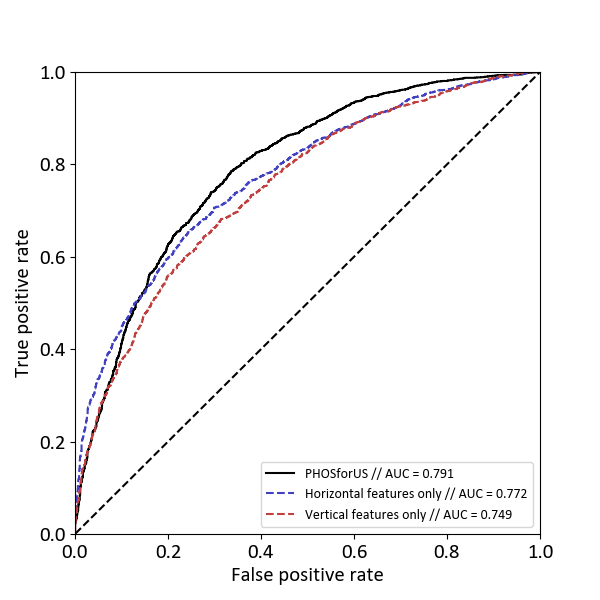 1.0
0.8
0.6
0.4
0.2
0.0
True positive rate
PHOSforUS // AUC = 0.791
Horizontal features only // AUC = 0.772
Vertical features only // AUC = 0.749
0.0 0.2 0.4 0.6 0.8 1.0
False positive rate